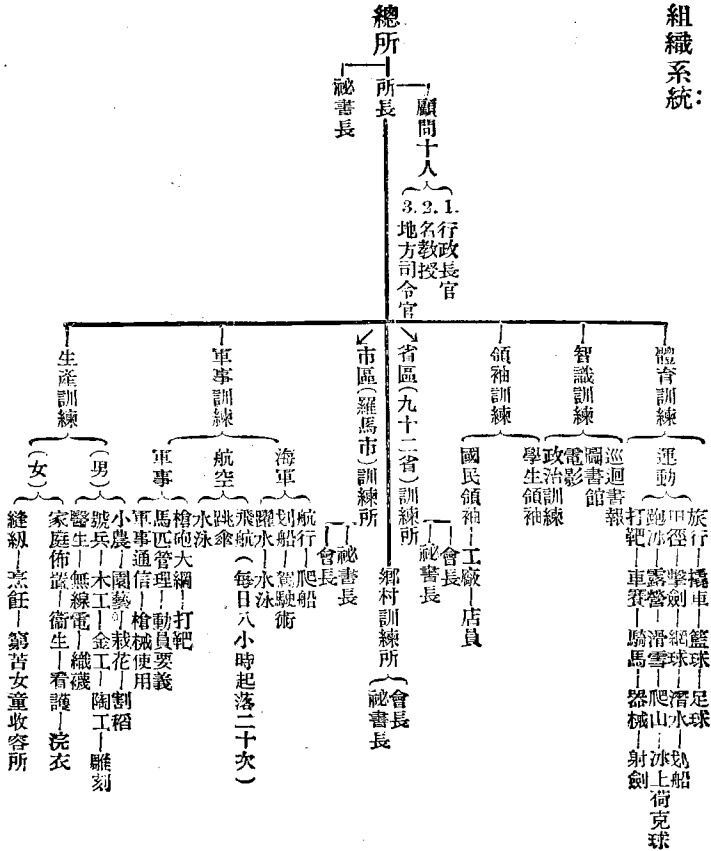 組織系統：
總所
顧問十人
1.行政長官
2.名教授
3.地方司令官
所長
祕書長
體育訓練
運動
旅行—撬車—籃球—足球
田徑—擊劍—網球—潛水—划船
跑冰—露營—滑雪—爬山—冰上荷克球
打靶—車賽—騎馬—器械—射劍
智識訓練
巡迴書報
圖書館
電影
政治訓練
領袖訓練
學生領袖
國民領袖—工廠—店員
省區（九十二省）訓練所
會長
祕書長
鄉村訓練所
會長
祕書長
市區（羅馬市）訓練所
祕書長
會長
軍事訓練
海軍
航行—爬船
划船—駕駛術
躍水—水泳
航空
飛航（每日八小時起落二十次）
跳傘
水泳
軍事
槍砲大綱—打靶
馬匹管理—動員要義
軍事通信—槍械使用
生產訓練
（男）
小農—園藝—栽花—割稻
號兵—木工—金工—陶工—雕刻
醫生—無線電—織襪
（女）
家庭佈置—衞生—看護—浣衣
縫級—烹飪—窮苦女童收容所